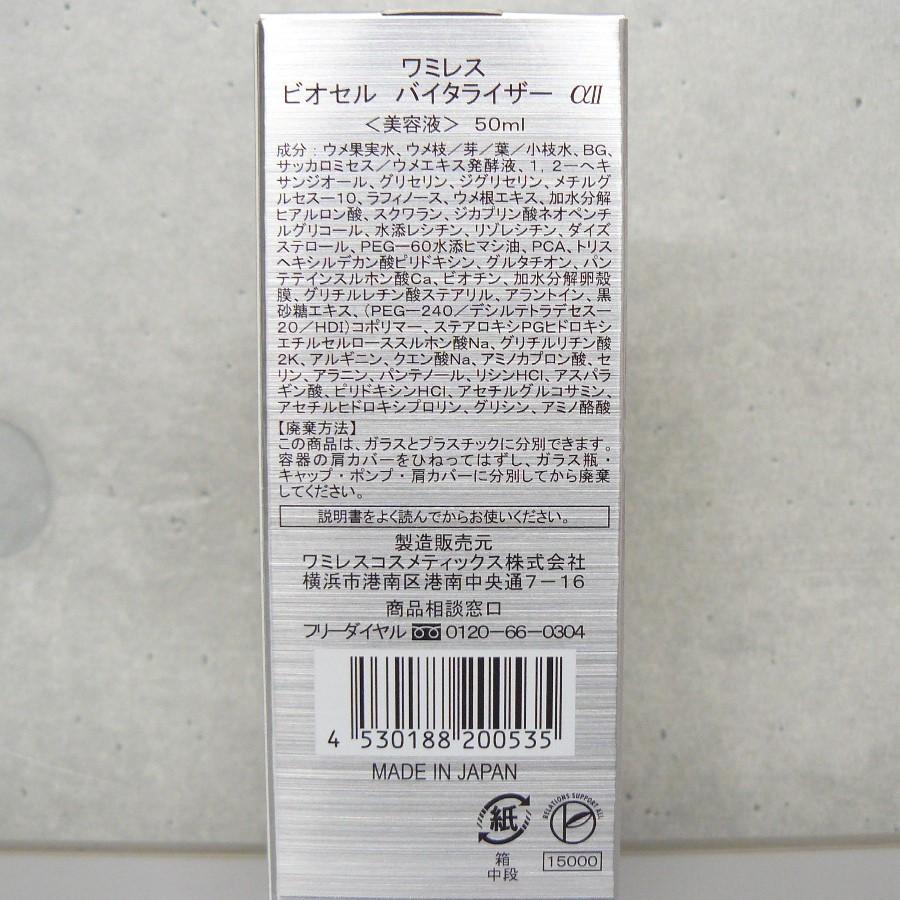 ワミレス
ビオセル バイタライザー αII
＜美容液＞ 50ml
成分：ウメ果実水、ウメ枝／芽／葉／小枝水、BG、
サッカロミセス／ウメエキス発酵液、1, 2－ヘキ
サンジオール、グリセリン、ジグリセリン、メチルグ
ルセス－10、ラフィノース、ウメ根エキス、加水分解
ヒアルロン酸、スクワラン、ジカプリン酸ネオペンチ
ルグリコール、水添レシチン、リゾレシチン、ダイズ
ステロール、PEG－60水添ヒマシ油、PCA、トリス
ヘキシルデカン酸ピリドキシン、グルタチオン、パン
テテインスルホン酸Ca、ビオチン、加水分解卵殻
膜、グリチルレチン酸ステアリル、アラントイン、黒
砂糖エキス、（PEG－240／デシルテトラデセス－
20／HDI）コポリマー、ステアロキシPGヒドロキシ
エチルセルローススルホン酸Na、グリチルリチン酸
2K、アルギニン、クエン酸Na、アミノカプロン酸、セ
リン、アラニン、パンテノール、リシンHCl、アスパラ
ギン酸、ピリドキシンHCl、アセチルグルコサミン、
アセチルヒドロキシプロリン、グリシン、アミノ酪酸
【廃棄方法】
この商品は、ガラスとプラスチックに分別できます。
容器の肩カバーをひねってはずし、ガラス瓶・
キャップ・ポンプ・肩カバーに分別してから廃棄
してください。
説明書をよく読んでからお使いください。
製造販売元
ワミレスコスメティックス株式会社
横浜市港南区港南中央通7－16
商品相談窓口
フリーダイヤル 0120－66－0304
4 530188 200535
MADE IN JAPAN
紙
箱
中段
RELATIONS SUPPORT ALL
15000